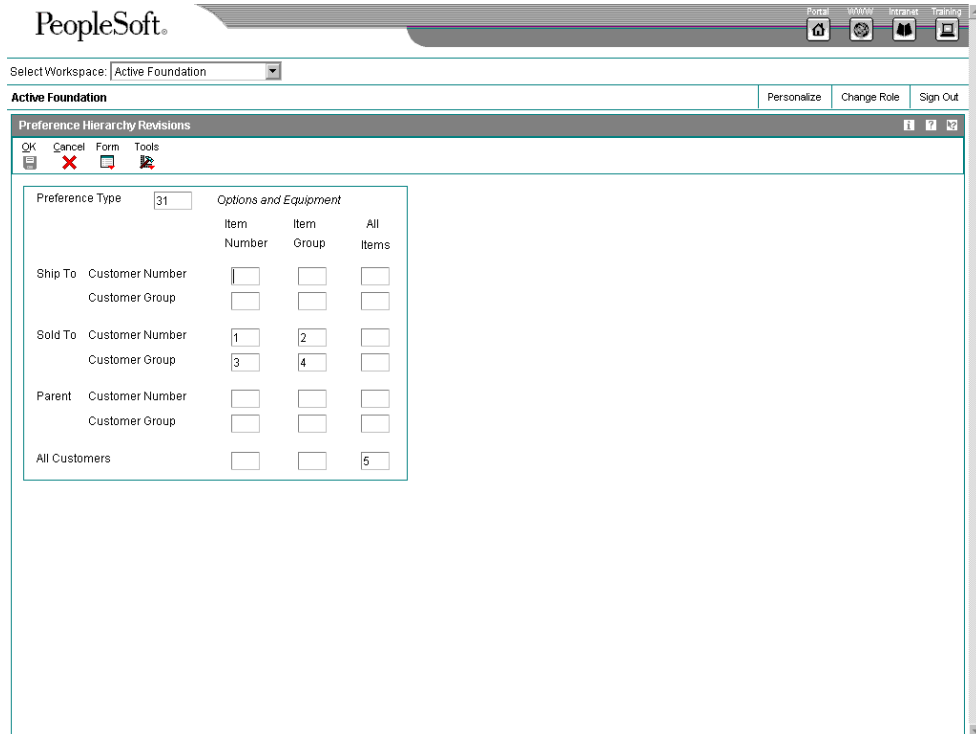 PeopleSoft.
Portal WWW Intranet Training
Select Workspace: Active Foundation
Active Foundation Personalize Change Role Sign Out
Preference Hierarchy Revisions i ? ?
OK Cancel Form Tools
Preference Type 31 Options and Equipment
Item Item All
Number Group Items
Ship To Customer Number
Customer Group
Sold To Customer Number 1 2
Customer Group 3 4
Parent Customer Number
Customer Group
All Customers 5